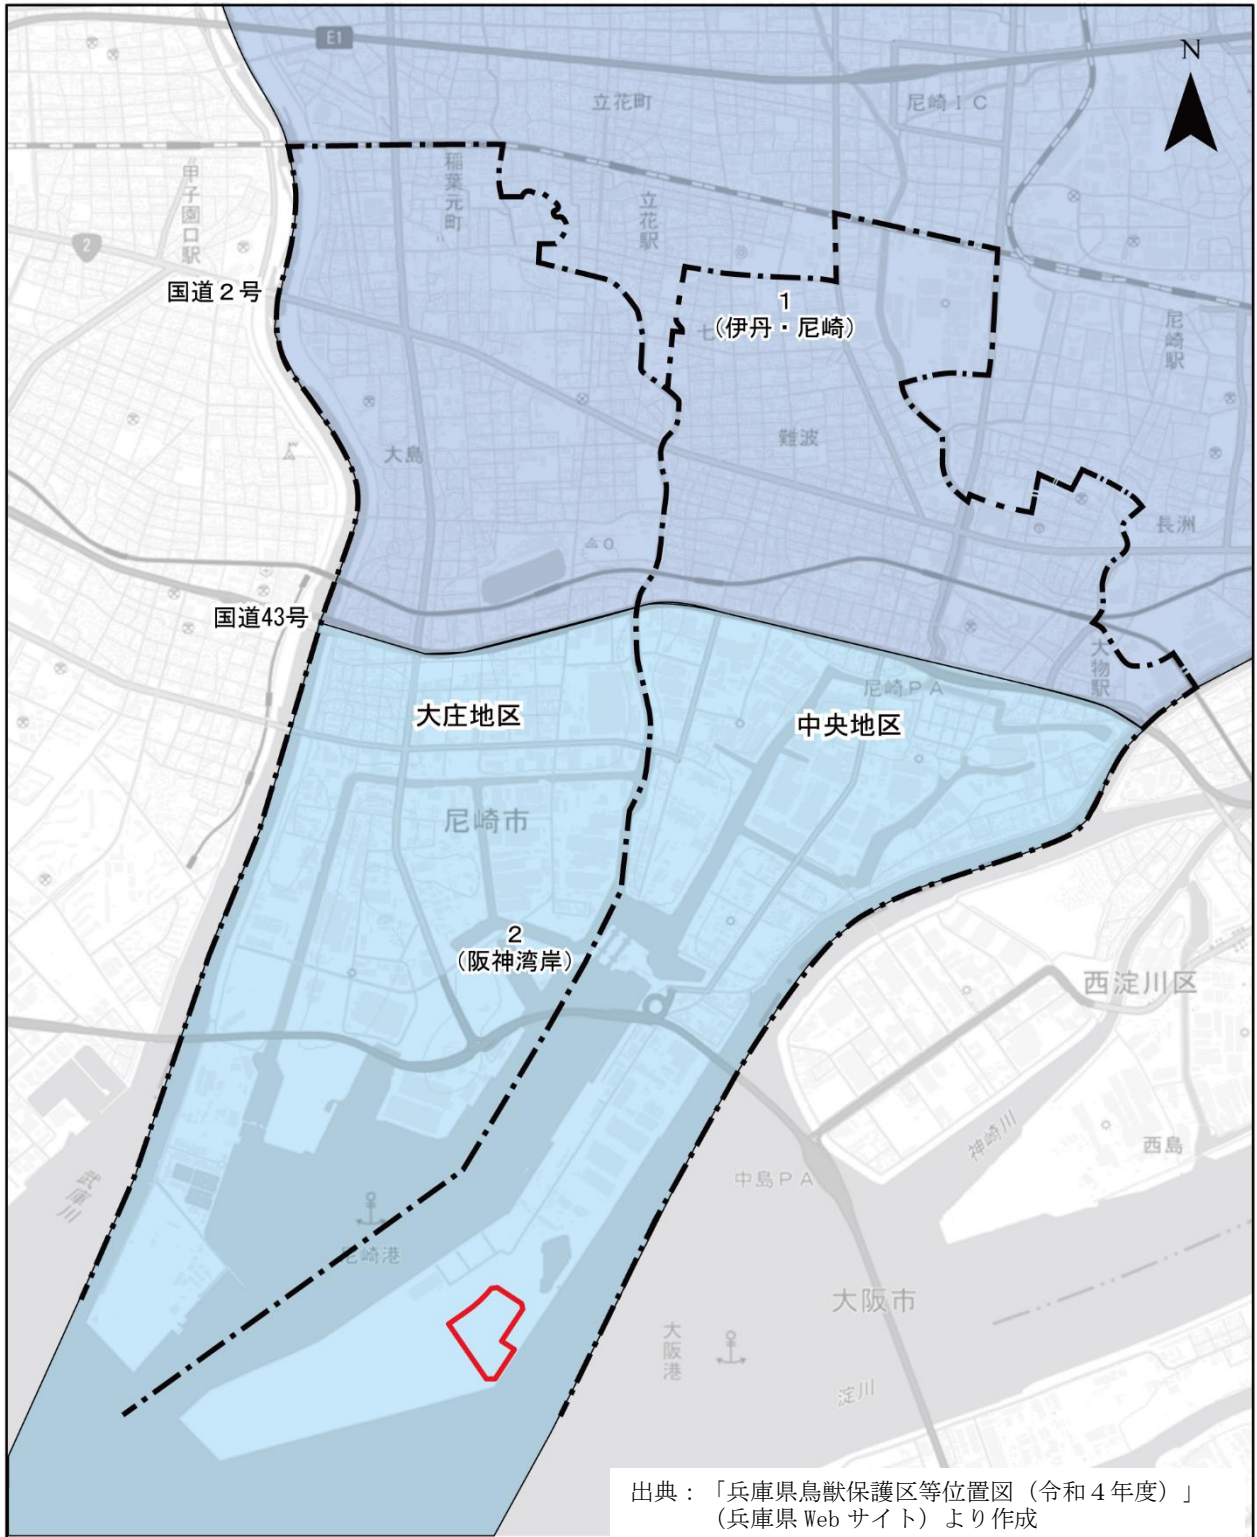 E1
N
立花町
尼崎ＩＣ
稲葉元町
甲子園口駅
立花駅
2
国道２号
1
（伊丹・尼崎）
七
尼崎駅
大島
難波
長洲
国道43号
大物駅
尼崎ＰＡ
大庄地区
中央地区
尼崎市
2
（阪神湾岸）
西淀川区
神崎川
西島
中島ＰＡ
武庫川
尼崎港
大阪市
大阪港
淀川
出典：「兵庫県鳥獣保護区等位置図（令和４年度）」
（兵庫県 Web サイト）より作成